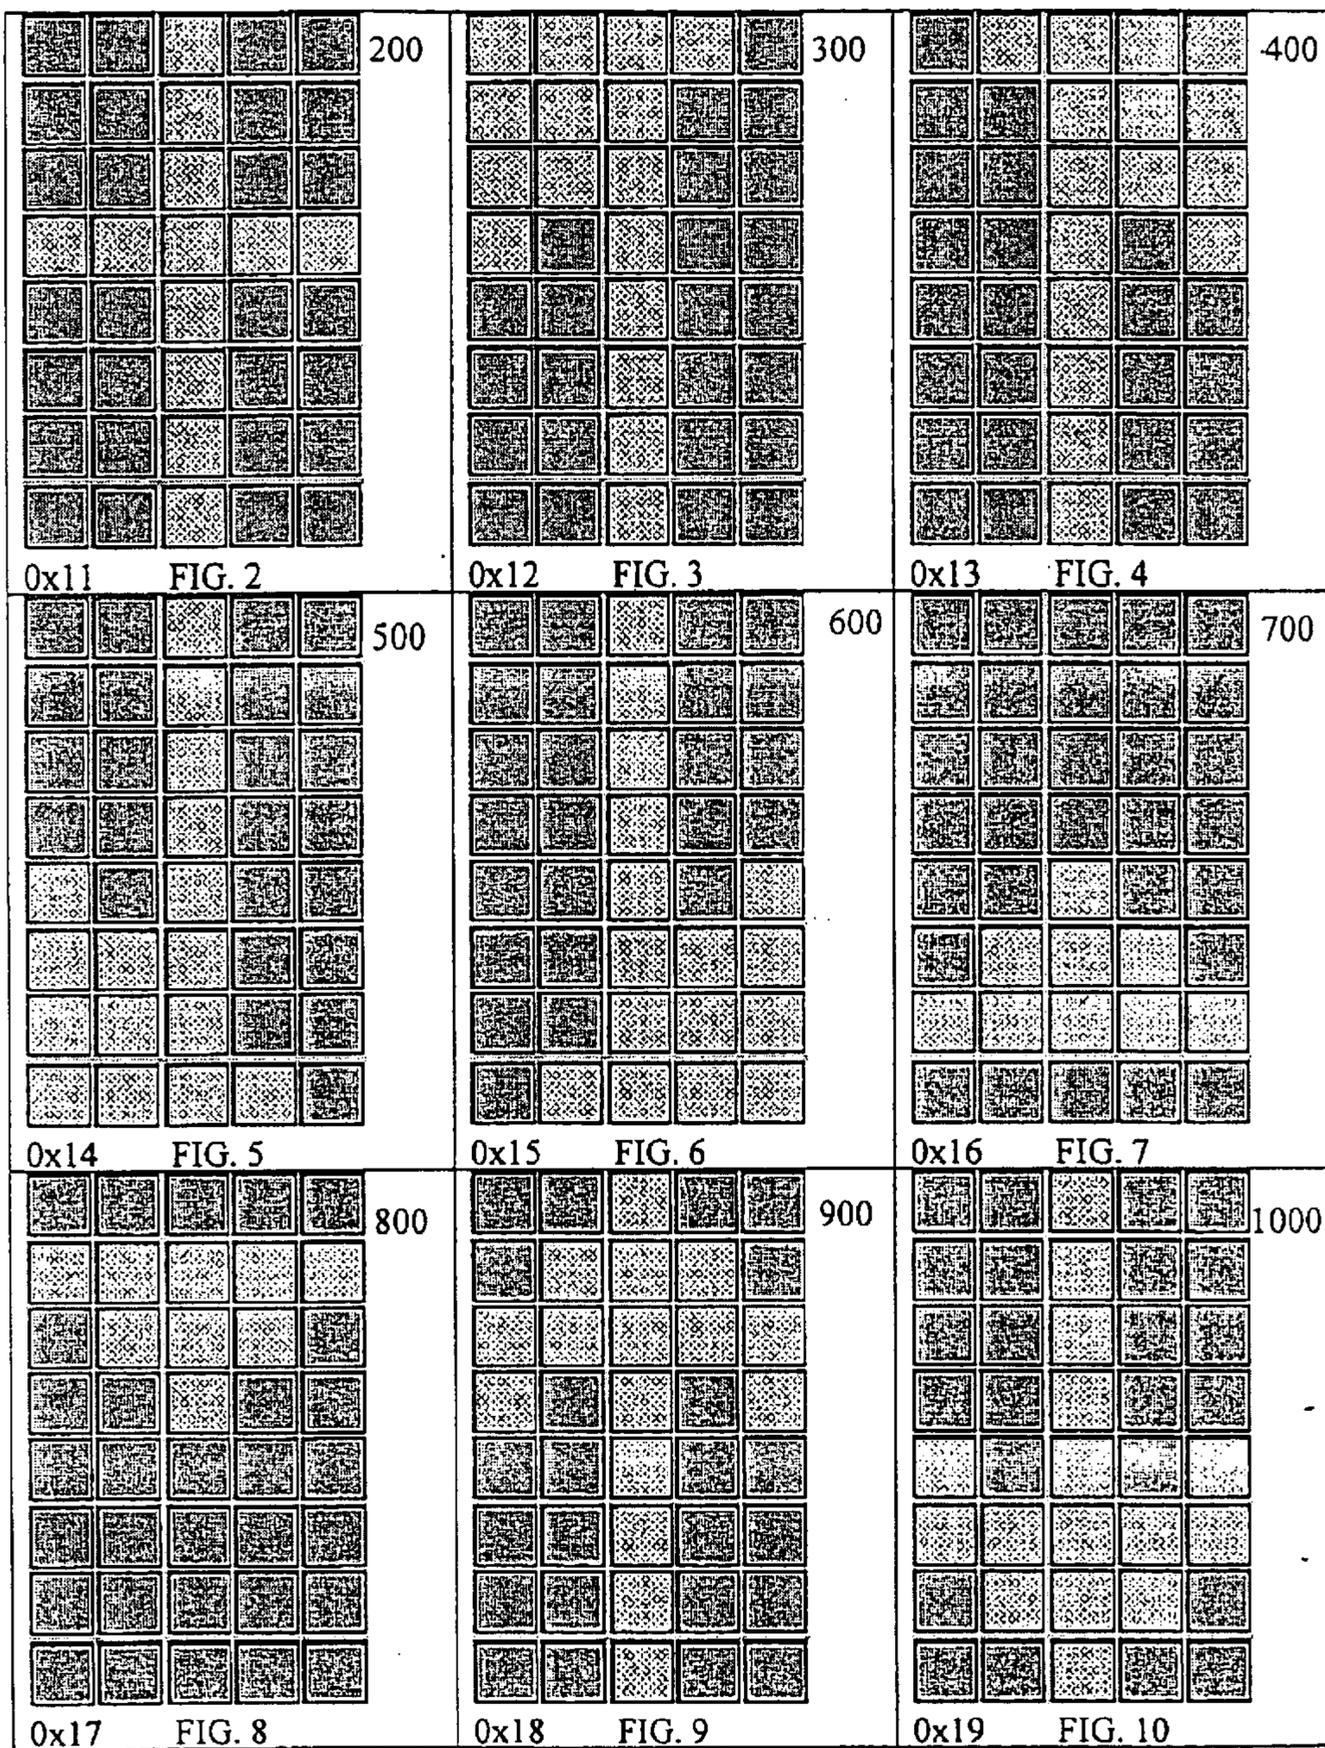 200
300
400
0x11 FIG. 2
0x12 FIG. 3
0x13 FIG. 4
500
600
700
0x14 FIG. 5
0x15 FIG. 6
0x16 FIG. 7
800
900
1000
0x17 FIG. 8
0x18 FIG. 9
0x19 FIG. 10